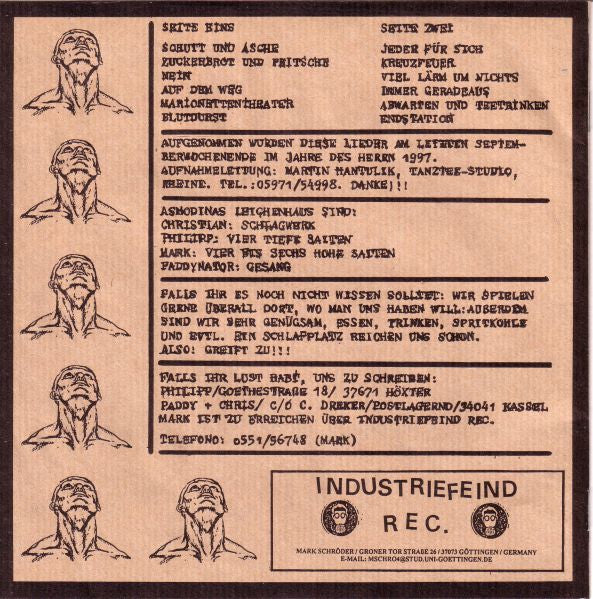 SEITE EINS
SCHUTT UND ASCHE
ZUCKERBROT UND PEITSCHE
NEIN
AUF DEM WEG
MARIONETTENTHEATER
BLUTDURST
SEITE ZWEI
JEDER FÜR SICH
KREUZFEUER
VIEL LÄRM UM NICHTS
IMMER GERADEAUS
ABWARTEN UND TEETRINKEN
ENDSTATION
AUFGENOMMEN WURDEN DIESE LIEDER AM LETZTEN SEPTEM-
BERWOCHENENDE IM JAHRE DES HERRN 1997.
AUFNAHMELEITUNG: MARTIN HANTULIK, TANZTEE-STUDIO,
RHEINE. TEL.:05971/54998. DANKE)!!
ASMODINAS LEICHENHAUS SIND:
CHRISTIAN: SCHLAGWERK
PHILIPP: VIER TIEFE SAITEN
MARK: VIER BIS SECHS HOHE SAITEN
PADDYNATOR: GESANG
FALLS IHR ES NOCH NICHT WISSEN SOLLTET: WIR SPIELEN
GERNE ÜBERALL DORT, WO MAN UNS HABEN WILL:AUßERDEM
SIND WIR SEHR GENÜGSAM, ESSEN, TRINKEN, SPRITKOHLE
UND EVTL. EIN SCHLAFPLATZ REICHEN UNS SCHON.
ALSO: GREIFT ZU!!!
FALLS IHR LUST HABT, UNS ZU SCHREIBEN:
PHILIPP/GOETHESTRAßE 18/ 37671 HÖXTER
PADDY + CHRIS/ C/O C. DREKER/POSTLAGERND/34041 KASSEL
MARK IST ZU ERREICHEN ÜBER INDUSTRIEFEIND REC.
TELEFONO: 0551/96748 (MARK)
INDUSTRIEFEIND
REC.
MARK SCHRÖDER / GRONER TOR STRAßE 26 / 37073 GÖTTINGEN / GERMANY
E-MAIL: MSCHRO4@STUD.UNI-GOETTINGEN.DE